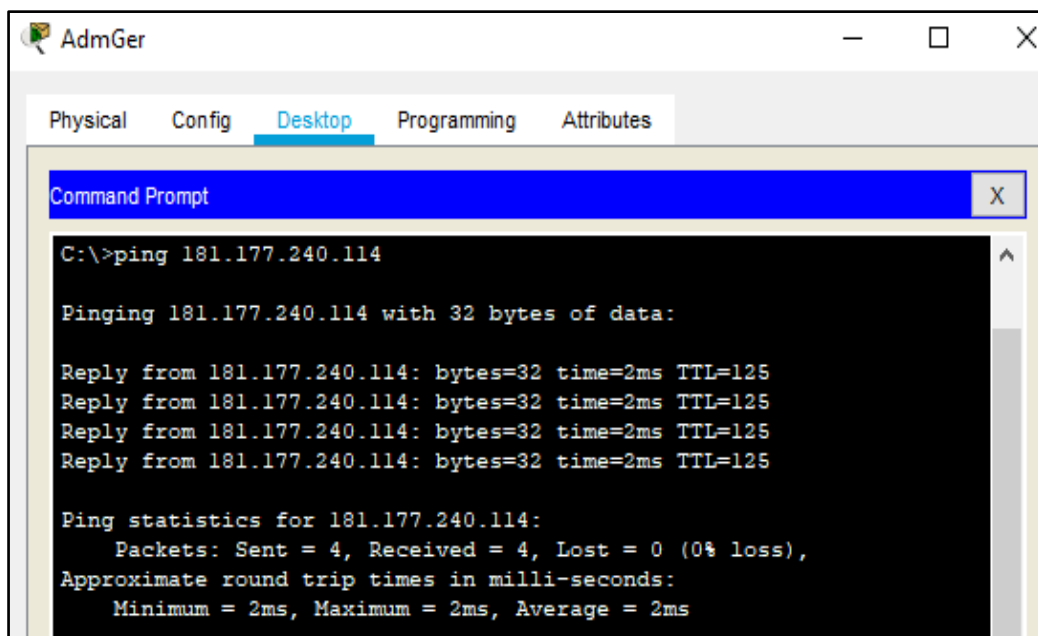 AdmGer
Physical Config Desktop Programming Attributes
Command Prompt X
C:\>ping 181.177.240.114
Pinging 181.177.240.114 with 32 bytes of data:
Reply from 181.177.240.114: bytes=32 time=2ms TTL=125
Reply from 181.177.240.114: bytes=32 time=2ms TTL=125
Reply from 181.177.240.114: bytes=32 time=2ms TTL=125
Reply from 181.177.240.114: bytes=32 time=2ms TTL=125
Ping statistics for 181.177.240.114:
Packets: Sent = 4, Received = 4, Lost = 0 (0% loss),
Approximate round trip times in milli-seconds:
Minimum = 2ms, Maximum = 2ms, Average = 2ms